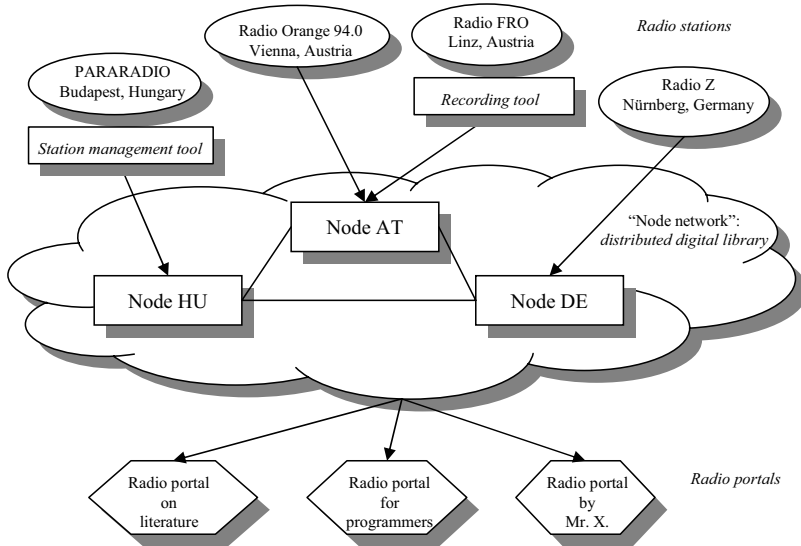 Radio Orange 94.0
Vienna, Austria
Radio FRO
Linz, Austria
Radio stations
PARARADIO
Budapest, Hungary
Radio Z
Nürnberg, Germany
Recording tool
Station management tool
Node AT
“Node network”:
distributed digital library
Node HU
Node DE
Radio portal
on
literature
Radio portal
for
programmers
Radio portal
by
Mr. X.
Radio portals